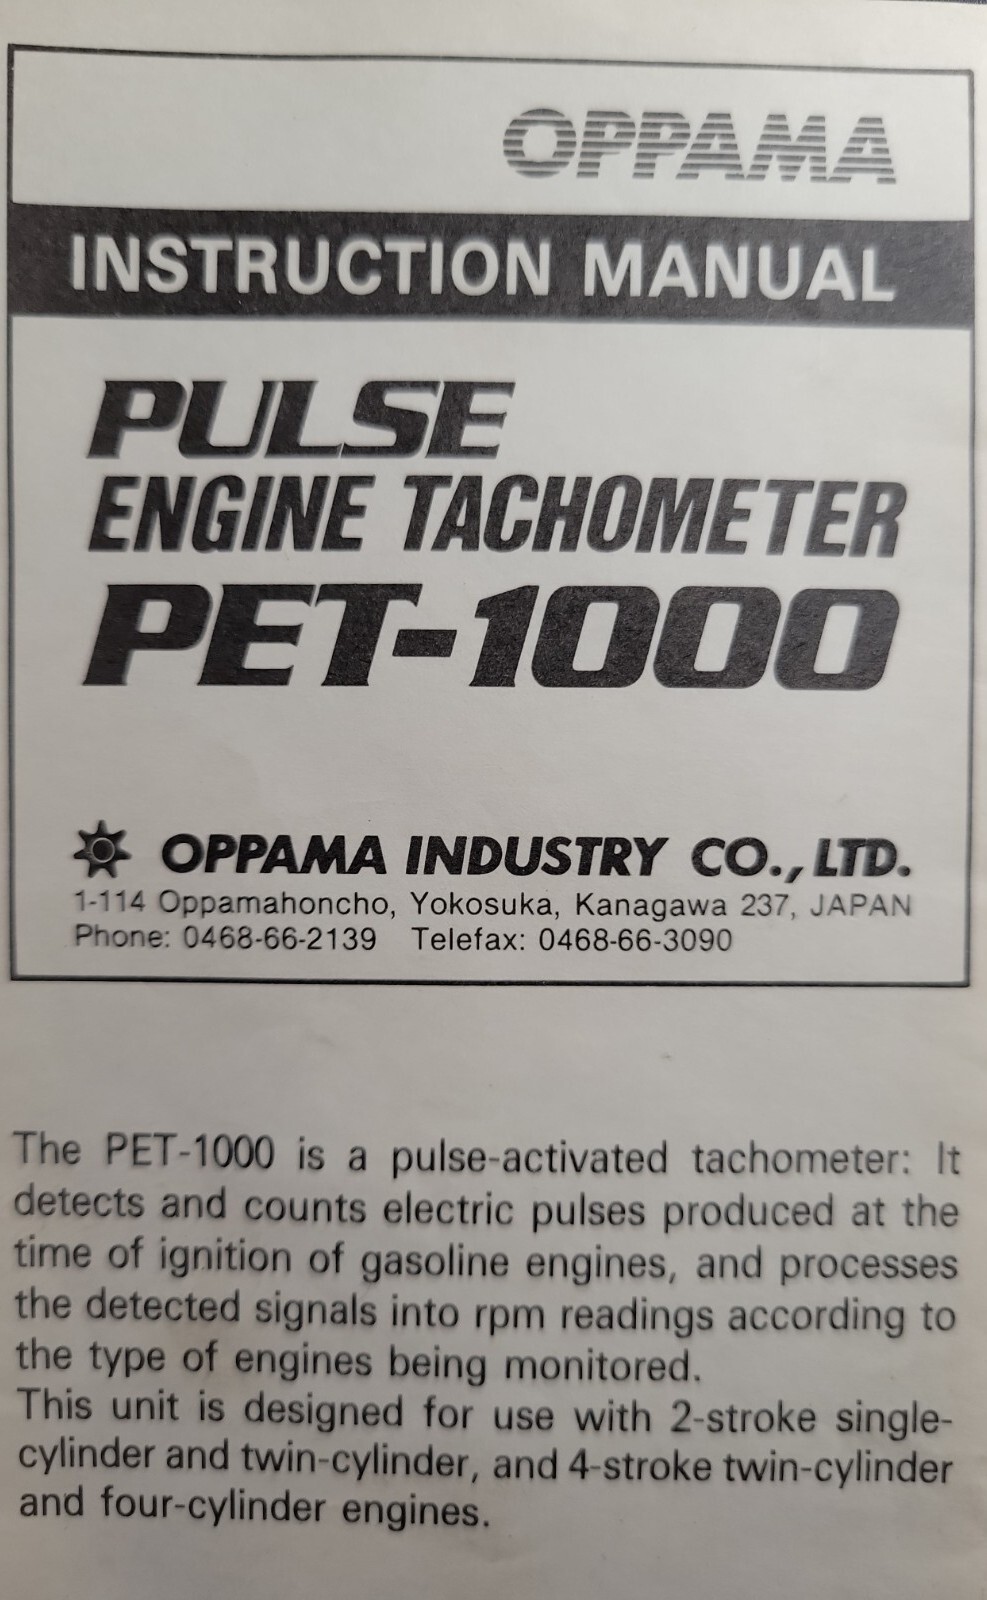 OPPAMA
INSTRUCTION MANUAL
PULSE
ENGINE TACHOMETER
PET-1000
OPPAMA INDUSTRY CO., LTD.
1-114 Oppamahoncho, Yokosuka, Kanagawa 237, JAPAN
Phone: 0468-66-2139 Telefax: 0468-66-3090
The PET-1000 is a pulse-activated tachometer: It
detects and counts electric pulses produced at the
time of ignition of gasoline engines, and processes
the detected signals into rpm readings according to
the type of engines being monitored.
This unit is designed for use with 2-stroke single-
cylinder and twin-cylinder, and 4-stroke twin-cylinder
and four-cylinder engines.